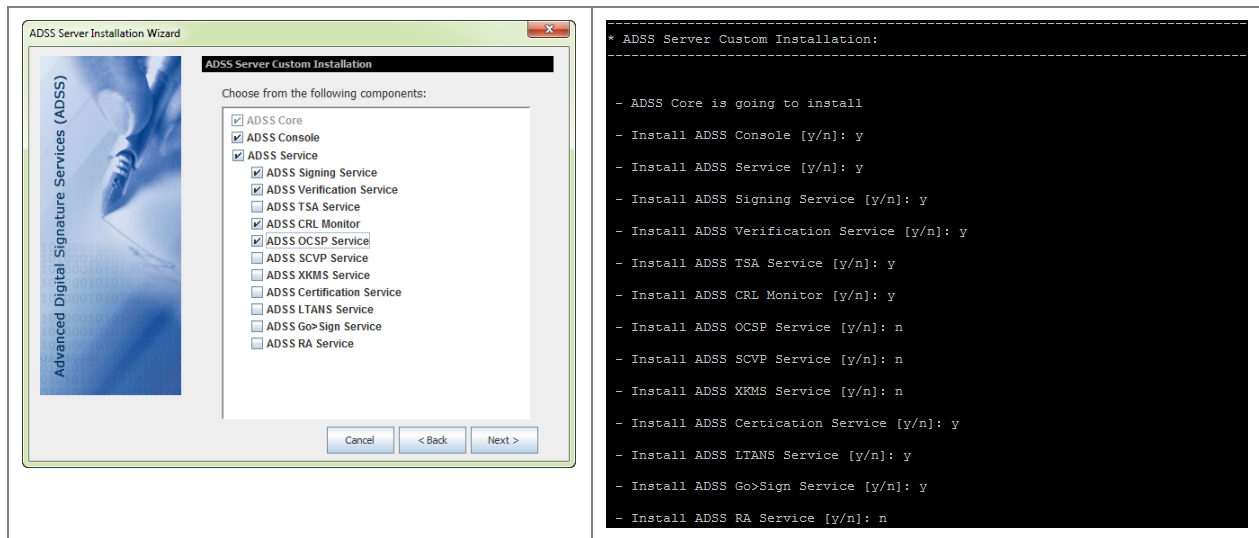 ADSS Server Installation Wizard
Advanced Digital Signature Services (ADSS)
ADSS Server Custom Installation
Choose from the following components:
ADSS Core
ADSS Console
ADSS Service
ADSS Signing Service
ADSS Verification Service
ADSS TSA Service
ADSS CRL Monitor
ADSS OCSP Service
ADSS SCVP Service
ADSS XKMS Service
ADSS Certification Service
ADSS LTANS Service
ADSS Go>Sign Service
ADSS RA Service
Cancel
< Back
Next >
* ADSS Server Custom Installation:
- ADSS Core is going to install
- Install ADSS Console [y/n]: y
- Install ADSS Service [y/n]: y
- Install ADSS Signing Service [y/n]: y
- Install ADSS Verification Service [y/n]: y
- Install ADSS TSA Service [y/n]: y
- Install ADSS CRL Monitor [y/n]: y
- Install ADSS OCSP Service [y/n]: n
- Install ADSS SCVP Service [y/n]: n
- Install ADSS XKMS Service [y/n]: n
- Install ADSS Certication Service [y/n]: y
- Install ADSS LTANS Service [y/n]: y
- Install ADSS Go>Sign Service [y/n]: y
- Install ADSS RA Service [y/n]: n